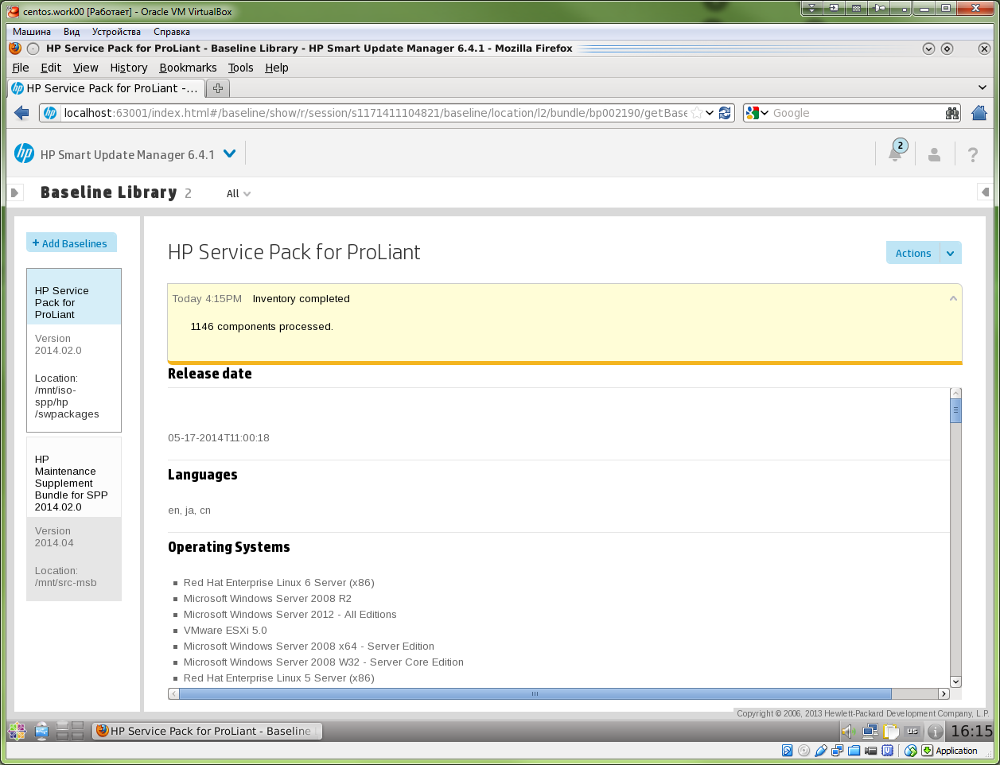 centos.work00 [Работает] - Oracle VM VirtualBox
Машина Вид Устройства Справка
HP Service Pack for ProLiant - Baseline Library - HP Smart Update Manager 6.4.1 - Mozilla Firefox
File Edit View History Bookmarks Tools Help
HP Service Pack for ProLiant -...
localhost:63001/index.html#/baseline/show/r/session/s1171411104821/baseline/location/l2/bundle/bp002190/getBase
Google
hp HP Smart Update Manager 6.4.1
2
?
Baseline Library 2 All
+ Add Baselines
HP Service
Pack for
ProLiant
Version
2014.02.0
Location:
/mnt/iso-
spp/hp
/swpackages
HP
Maintenance
Supplement
Bundle for SPP
2014.02.0
Version
2014.04
Location:
/mnt/src-msb
HP Service Pack for ProLiant
Actions
Today 4:15PM Inventory completed
1146 components processed.
Release date
05-17-2014T11:00:18
Languages
en, ja, cn
Operating Systems
Red Hat Enterprise Linux 6 Server (x86)
Microsoft Windows Server 2008 R2
Microsoft Windows Server 2012 - All Editions
VMware ESXi 5.0
Microsoft Windows Server 2008 x64 - Server Edition
Microsoft Windows Server 2008 W32 - Server Core Edition
Red Hat Enterprise Linux 5 Server (x86)
Copyright © 2006, 2013 Hewlett-Packard Development Company, L.P.
HP Service Pack for ProLiant - Baseline
us
16:15
Application